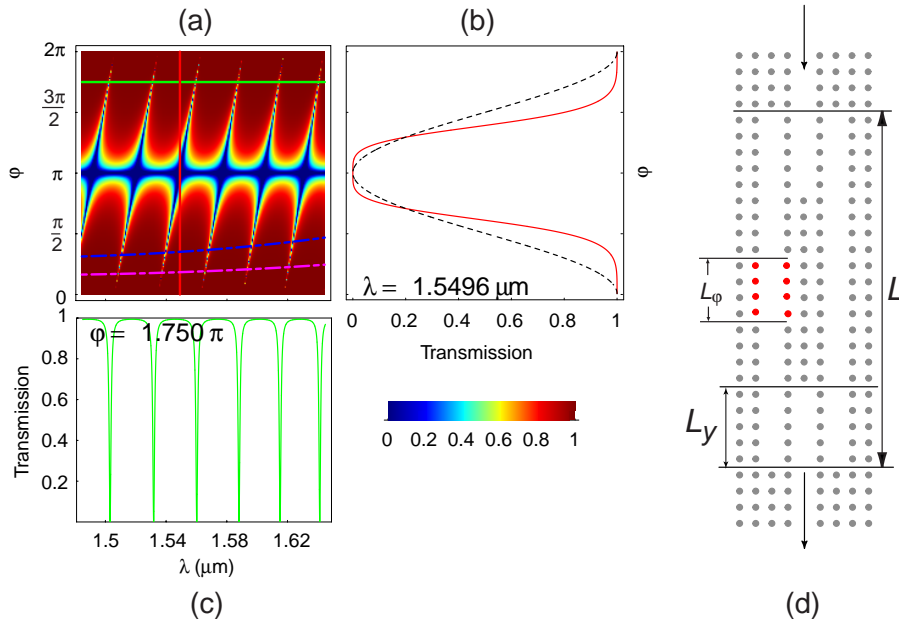 (a)
(b)
2π
3π
2
π
π
2
0
φ
φ
λ = 1.5496 μm
0 0.2 0.4 0.6 0.8 1
Transmission
φ = 1.750 π
1
0.8
0.6
0.4
0.2
Transmission
1.5 1.54 1.58 1.62
λ (μm)
(c)
0 0.2 0.4 0.6 0.8 1
Lφ
L
Ly
(d)